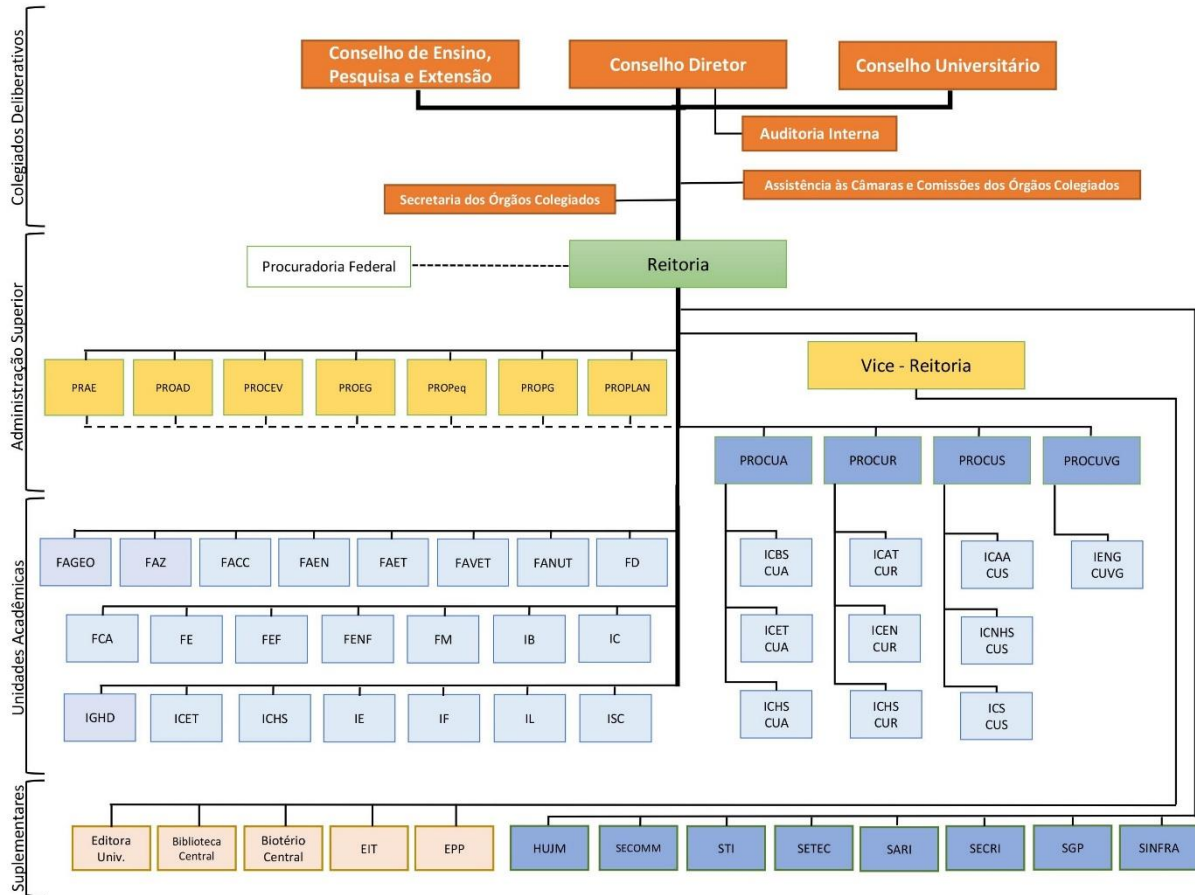 Colegiados Deliberativos
Conselho de Ensino,
Pesquisa e Extensão
Conselho Diretor
Conselho Universitário
Auditoria Interna
Secretaria dos Órgãos Colegiados
Assistência às Câmaras e Comissões dos Órgãos Colegiados
Administração Superior
Procuradoria Federal
Reitoria
Vice - Reitoria
PRAE
PROAD
PROCEV
PROEG
PROPeq
PROPG
PROPLAN
PROCUA
PROCUR
PROCUS
PROCUVG
Unidades Acadêmicas
FAGEO
FAZ
FACC
FAEN
FAET
FAVET
FANUT
FD
ICBS
CUA
ICAT
CUR
ICAA
CUS
IENG
CUVG
FCA
FE
FEF
FENF
FM
IB
IC
ICET
CUA
ICEN
CUR
ICNHS
CUS
IGHD
ICET
ICHS
IE
IF
IL
ISC
ICHS
CUA
ICHS
CUR
ICS
CUS
Suplementares
Editora
Univ.
Biblioteca
Central
Biotério
Central
EIT
EPP
HUJM
SECOMM
STI
SETEC
SARI
SECRI
SGP
SINFRA